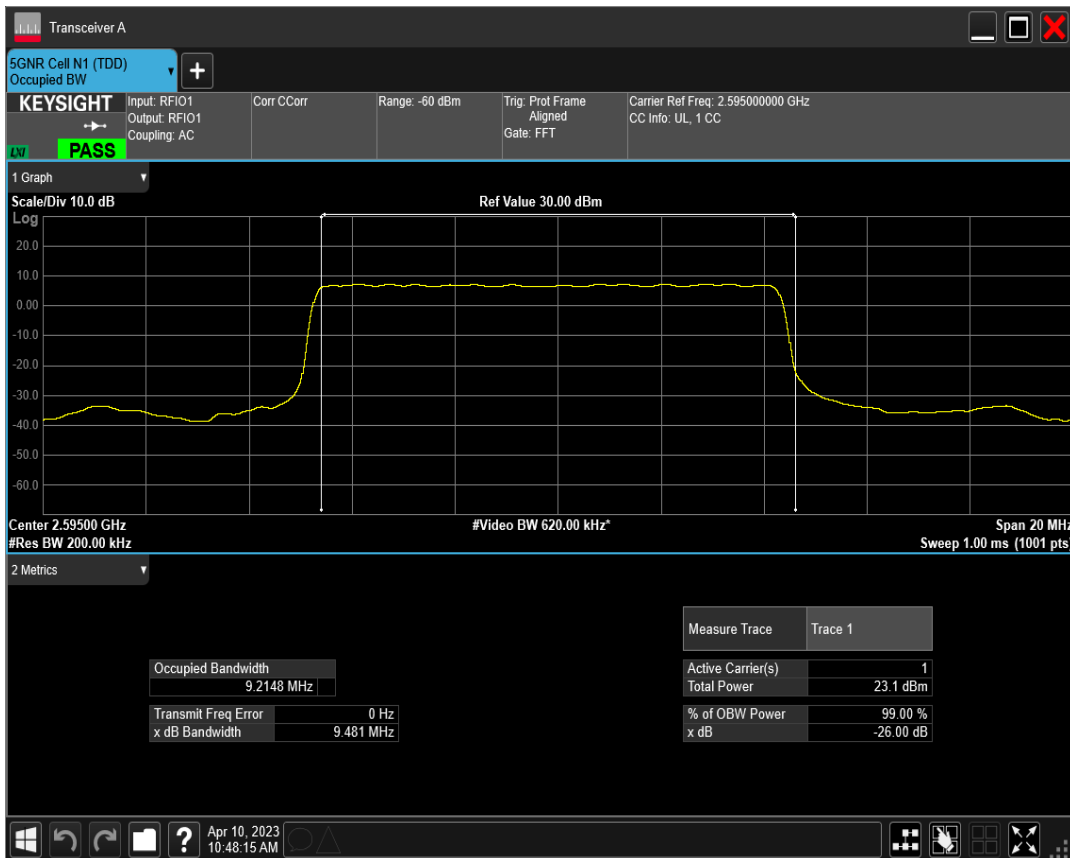 Transceiver A
5GNR Cell N1 (TDD)
Occupied BW
KEYSIGHT
LXI
PASS
Input: RFIO1
Output: RFIO1
Coupling: AC
Corr CCorr
Range: -60 dBm
Trig: Prot Frame
Aligned
Gate: FFT
Carrier Ref Freq: 2.595000000 GHz
CC Info: UL, 1 CC
1 Graph
Scale/Div 10.0 dB
Ref Value 30.00 dBm
Log
20.0
10.0
0.00
-10.0
-20.0
-30.0
-40.0
-50.0
-60.0
Center 2.59500 GHz
#Video BW 620.00 kHz*
Span 20 MHz
#Res BW 200.00 kHz
Sweep 1.00 ms (1001 pts)
2 Metrics
Measure Trace Trace 1
Occupied Bandwidth
9.2148 MHz
Transmit Freq Error 0 Hz
x dB Bandwidth 9.481 MHz
Active Carrier(s) 1
Total Power 23.1 dBm
% of OBW Power 99.00 %
x dB -26.00 dB
?
Apr 10, 2023
10:48:15 AM